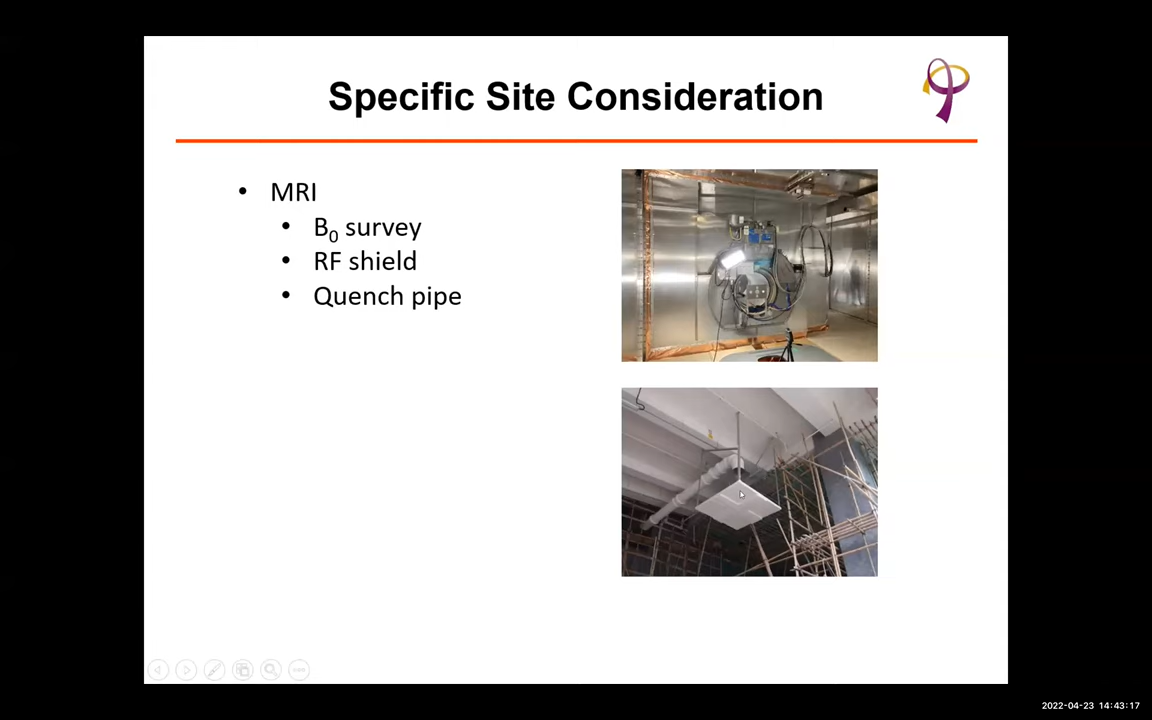 Specific Site Consideration
• MRI
• B₀ survey
• RF shield
• Quench pipe
2022-04-23 14:43:17